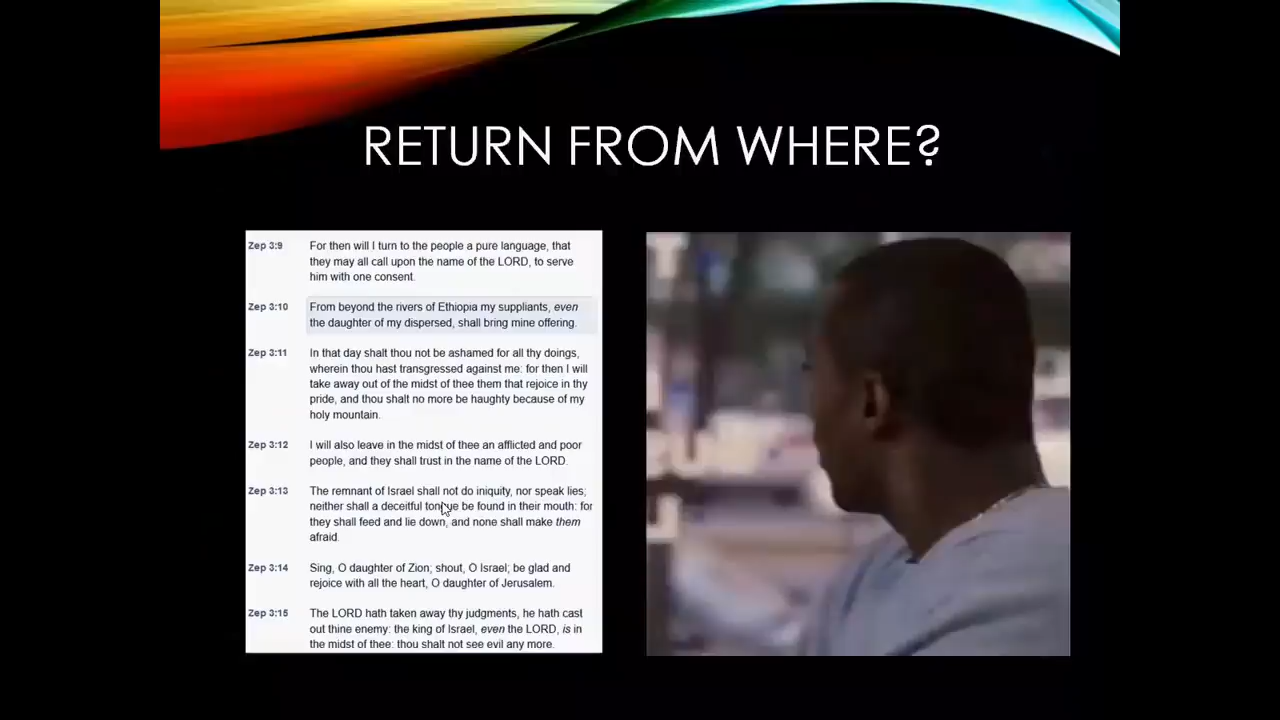 RETURN FROM WHERE?
Zep 3:9 For then will I turn to the people a pure language, that
they may all call upon the name of the LORD, to serve
him with one consent.
Zep 3:10 From beyond the rivers of Ethiopia my suppliants, even
the daughter of my dispersed, shall bring mine offering.
Zep 3:11 In that day shalt thou not be ashamed for all thy doings,
wherein thou hast transgressed against me: for then I will
take away out of the midst of thee them that rejoice in thy
pride, and thou shalt no more be haughty because of my
holy mountain.
Zep 3:12 I will also leave in the midst of thee an afflicted and poor
people, and they shall trust in the name of the LORD.
Zep 3:13 The remnant of Israel shall not do iniquity, nor speak lies;
neither shall a deceitful tongue be found in their mouth: for
they shall feed and lie down, and none shall make them
afraid.
Zep 3:14 Sing, O daughter of Zion; shout, O Israel; be glad and
rejoice with all the heart, O daughter of Jerusalem.
Zep 3:15 The LORD hath taken away thy judgments, he hath cast
out thine enemy: the king of Israel, even the LORD, is in
the midst of thee: thou shalt not see evil any more.